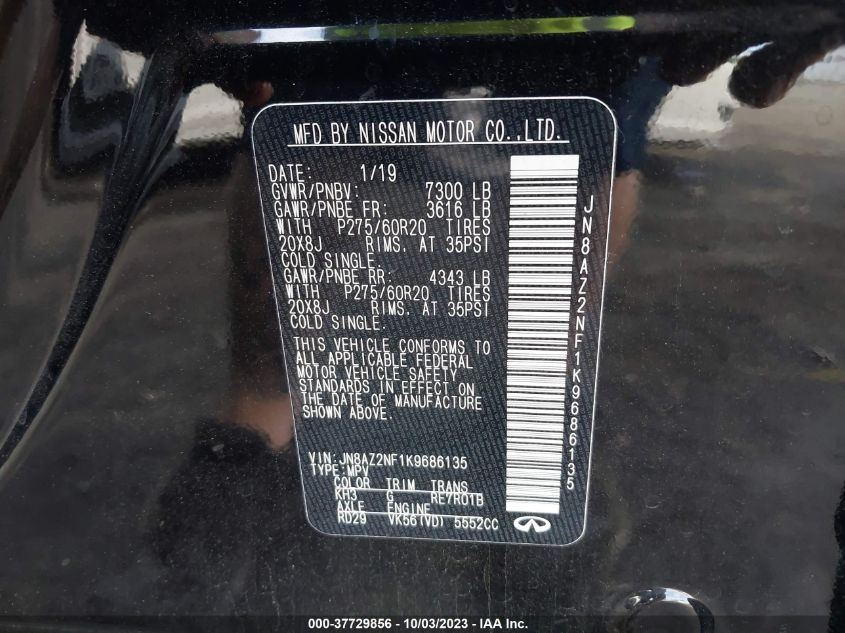 MFD BY NISSAN MOTOR CO.,LTD.
DATE: 1/19
GVWR/PNBV: 7300 LB
GAWR/PNBE FR: 3616 LB
WITH P275/60R20 TIRES
20X8J RIMS. AT 35PSI
COLD SINGLE.
GAWR/PNBE RR: 4343 LB
WITH P275/60R20 TIRES
20X8J RIMS. AT 35PSI
COLD SINGLE.
THIS VEHICLE CONFORMS TO
ALL APPLICABLE FEDERAL
MOTOR VEHICLE SAFETY
STANDARDS IN EFFECT ON
THE DATE OF MANUFACTURE
SHOWN ABOVE.
VIN:JN8AZ2NF1K9686135
TYPE:MPV
COLOR TRIM TRANS
KH3 G RE7R01B
AXLE ENGINE
RD29 VK56(VD) 5552CC
JN8AZ2NF1K9686135
000-37729856 - 10/03/2023 - IAA Inc.